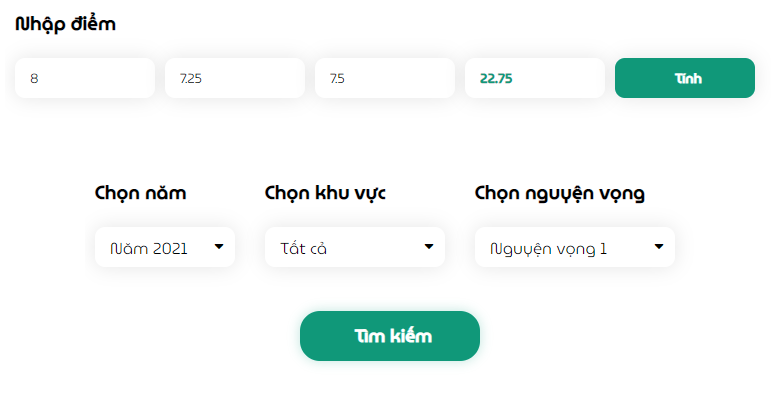 Nhập điểm
8 7.25 7.5 22.75 Tính
Chọn năm Chọn khu vực Chọn nguyện vọng
Năm 2021 Tất cả Nguyện vọng 1
Tìm kiếm